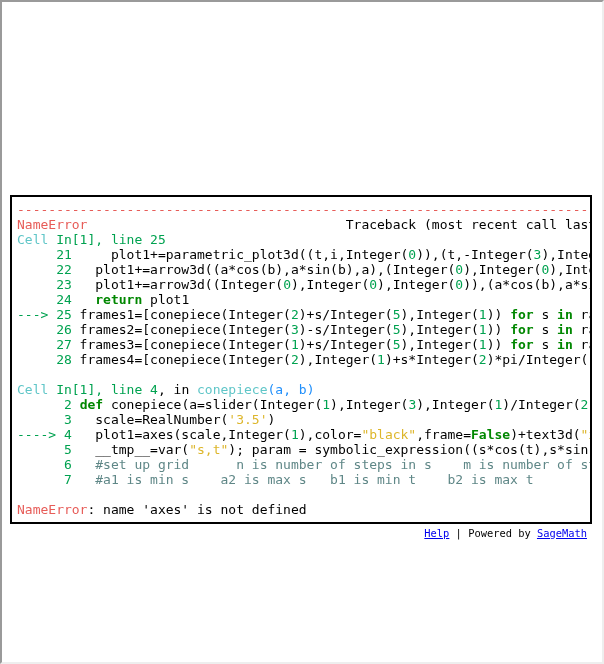 ---------------------------------------------------------------------------
NameError                                 Traceback (most recent call last
Cell In[1], line 25
     21     plot1+=parametric_plot3d((t,i,Integer(0)),(t,-Integer(3),Integ
     22   plot1+=arrow3d((a*cos(b),a*sin(b),a),(Integer(0),Integer(0),Int
     23   plot1+=arrow3d((Integer(0),Integer(0),Integer(0)),(a*cos(b),a*s
     24   return plot1
---> 25 frames1=[conepiece(Integer(2)+s/Integer(5),Integer(1)) for s in ra
     26 frames2=[conepiece(Integer(3)-s/Integer(5),Integer(1)) for s in ra
     27 frames3=[conepiece(Integer(1)+s/Integer(5),Integer(1)) for s in ra
     28 frames4=[conepiece(Integer(2),Integer(1)+s*Integer(2)*pi/Integer(
Cell In[1], line 4, in conepiece(a, b)
      2 def conepiece(a=slider(Integer(1),Integer(3),Integer(1)/Integer(2
      3   scale=RealNumber('3.5')
----> 4   plot1=axes(scale,Integer(1),color="black",frame=False)+text3d("
      5   __tmp__=var("s,t"); param = symbolic_expression((s*cos(t),s*sin
      6   #set up grid      n is number of steps in s    m is number of st
      7   #a1 is min s    a2 is max s   b1 is min t    b2 is max t
NameError: name 'axes' is not defined
Help | Powered by SageMath